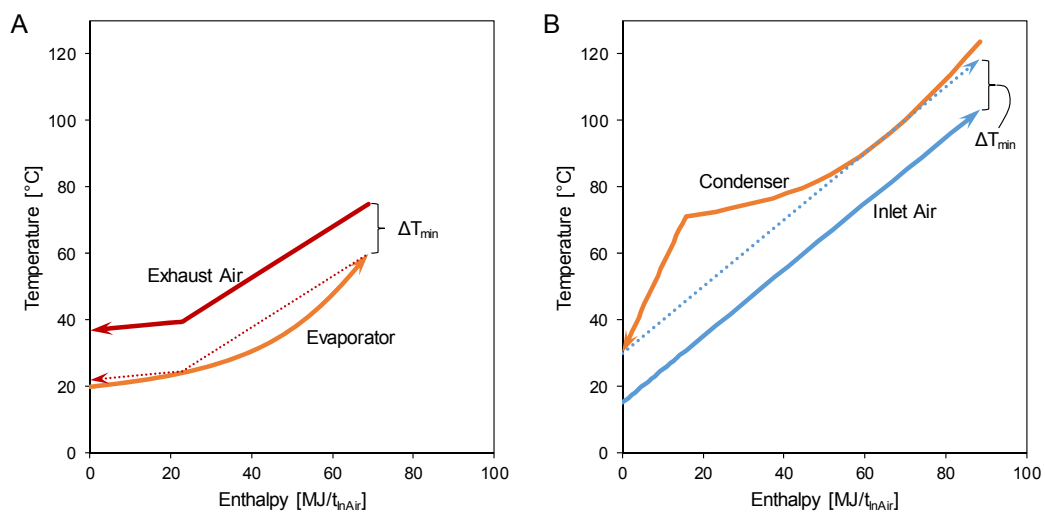 A
Temperature [°C]
120
100
80
60
40
20
0
Exhaust Air
Evaporator
ΔTmin
0 20 40 60 80 100
Enthalpy [MJ/tInAir]
B
Temperature [°C]
120
100
80
60
40
20
0
Condenser
Inlet Air
ΔTmin
0 20 40 60 80 100
Enthalpy [MJ/tInAir]